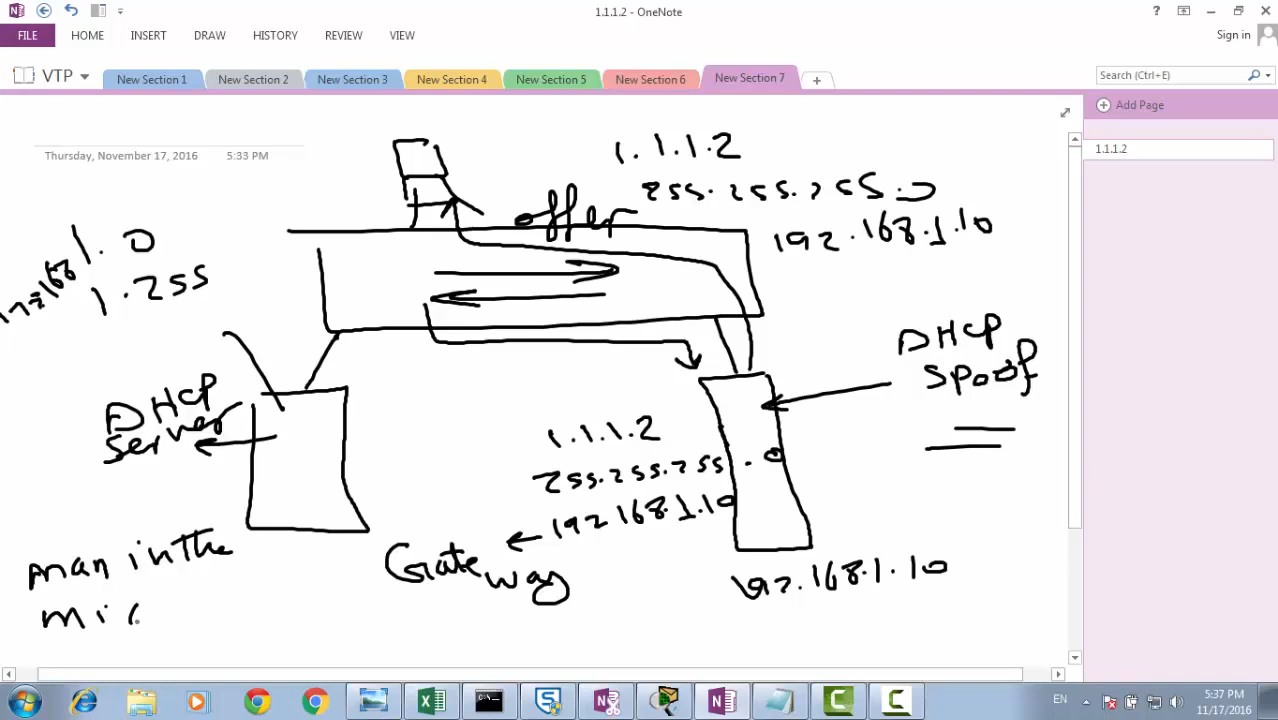 1.1.1.2 - OneNote
FILE HOME INSERT DRAW HISTORY REVIEW VIEW
Sign in
VTP New Section 1 New Section 2 New Section 3 New Section 4 New Section 5 New Section 6 New Section 7
Search (Ctrl+E)
Add Page
1.1.1.2
Thursday, November 17, 2016 5:33 PM
1.1.1.2
255.255.255.0
192.168.1.10
offer
1.0
1.255
DHCP
Server
DHCP
Spoof
1.1.1.2
255.255.255.0
192.168.1.10
Gateway
192.168.1.10
man in the
mi
EN
5:37 PM
11/17/2016